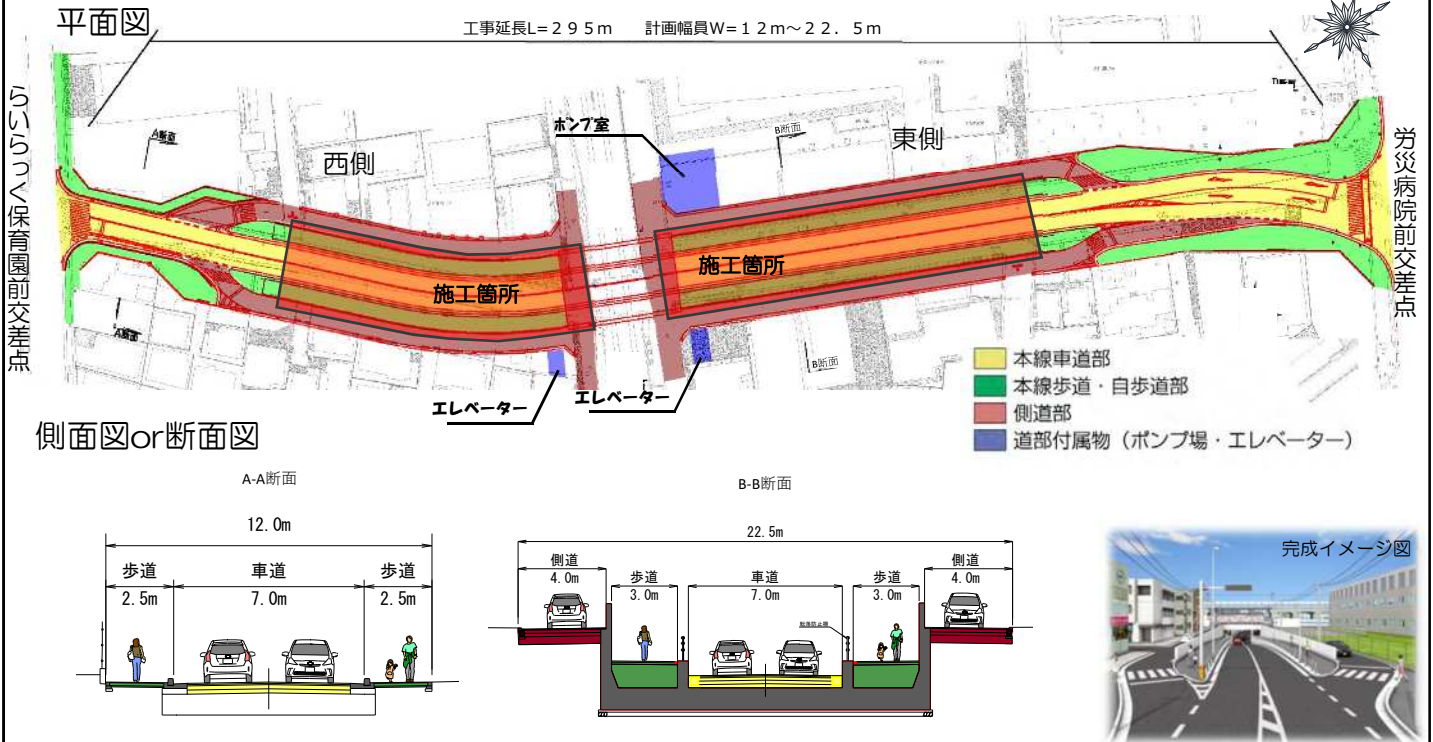 平面図
工事延長L=295m 計画幅員W=12m～22．5m
らいらっく保育園前交差点
A断面
西側
ポンプ室
B断面
東側
労災病院前交差点
施工箇所
施工箇所
A断面
B断面
エレベーター
エレベーター
本線車道部
本線歩道・自歩道部
側道部
道部付属物（ポンプ場・エレベーター）
側面図or断面図
A-A断面
12.0m
歩道
車道
歩道
2.5m
7.0m
2.5m
B-B断面
22.5m
側道
4.0m
歩道
3.0m
車道
7.0m
歩道
3.0m
側道
4.0m
転落防止柵
完成イメージ図